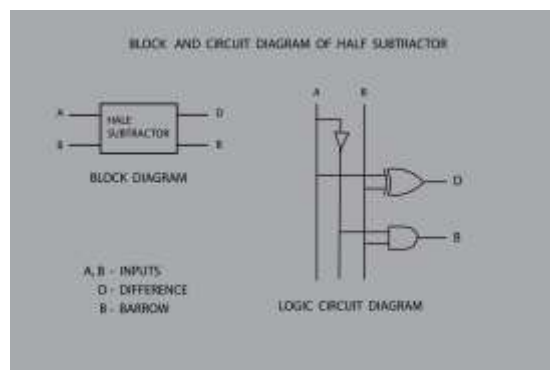 BLOCK AND CIRCUIT DIAGRAM OF HALF SUBTRACTOR
A
B
HALF
SUBTRACTOR
D
B
BLOCK DIAGRAM
A B
D
B
A, B - INPUTS
D - DIFFERENCE
B - BARROW
LOGIC CIRCUIT DIAGRAM